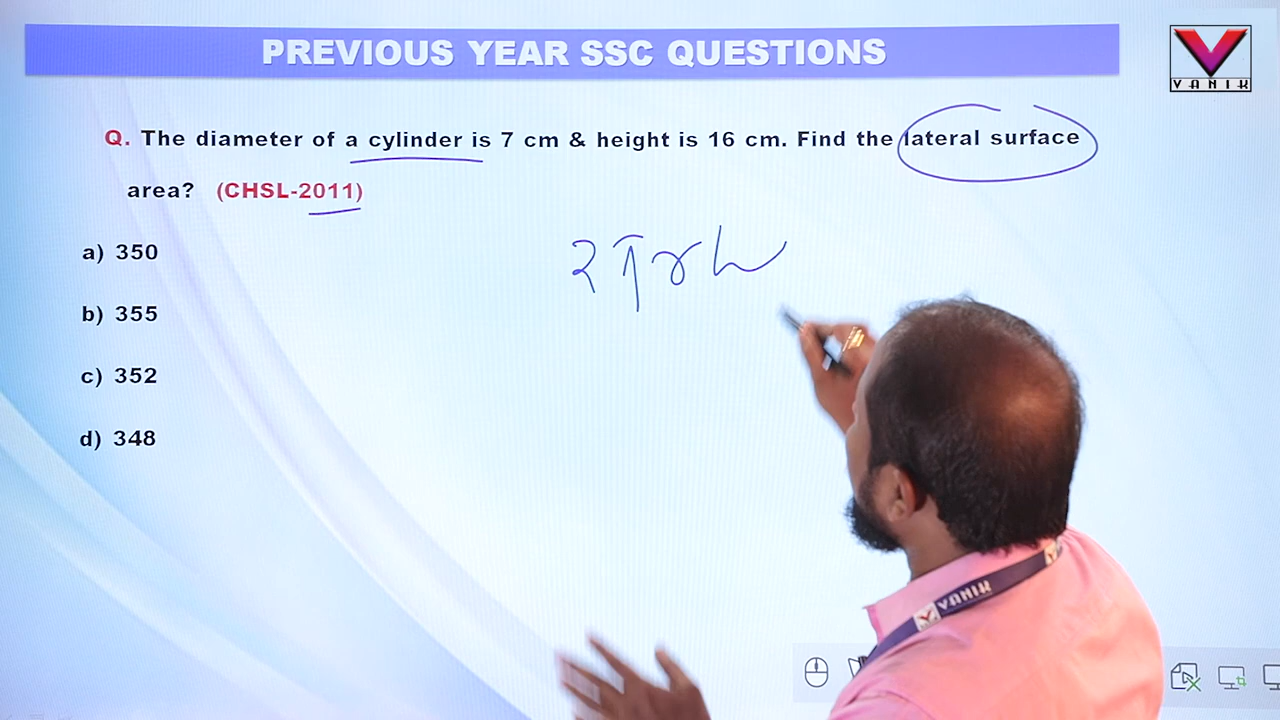 PREVIOUS YEAR SSC QUESTIONS
VANIK
Q. The diameter of a cylinder is 7 cm & height is 16 cm. Find the lateral surface
area? (CHSL-2011)
a) 350
b) 355
c) 352
d) 348
2πrh
VANIK